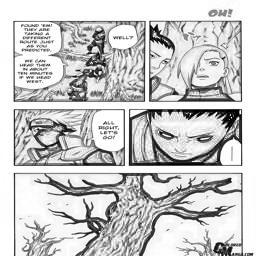 OH!
FOUND 'EM!
THEY ARE
TAKING A
DIFFERENT
ROUTE JUST
AS YOU
PREDICTED.
WE CAN
HEAD THEM
IN ABOUT
TEN MINUTES
IF WE HEAD
WEST.
WELL?
ALL
RIGHT,
LET'S
GO!